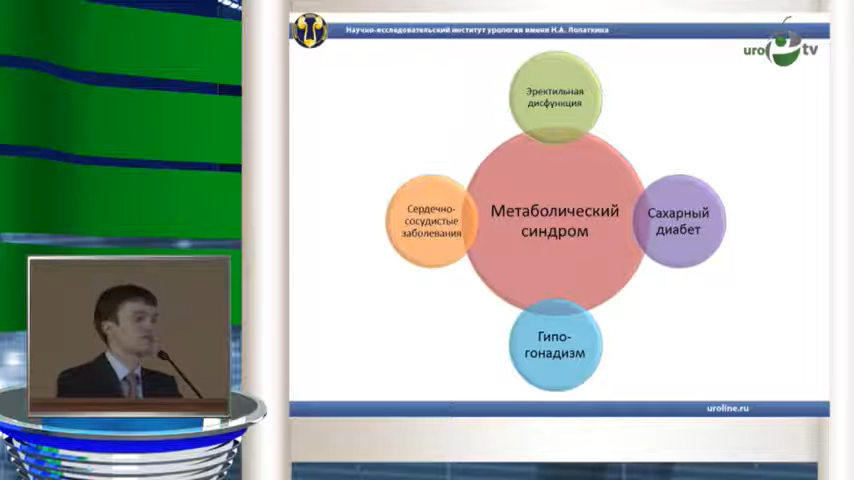 Научно-исследовательский институт урологии имени Н.А. Лопаткина
uro tv
Эректильная
дисфункция
Сердечно-
сосудистые
заболевания
Метаболический
синдром
Сахарный
диабет
Гипо-
гонадизм
uroline.ru